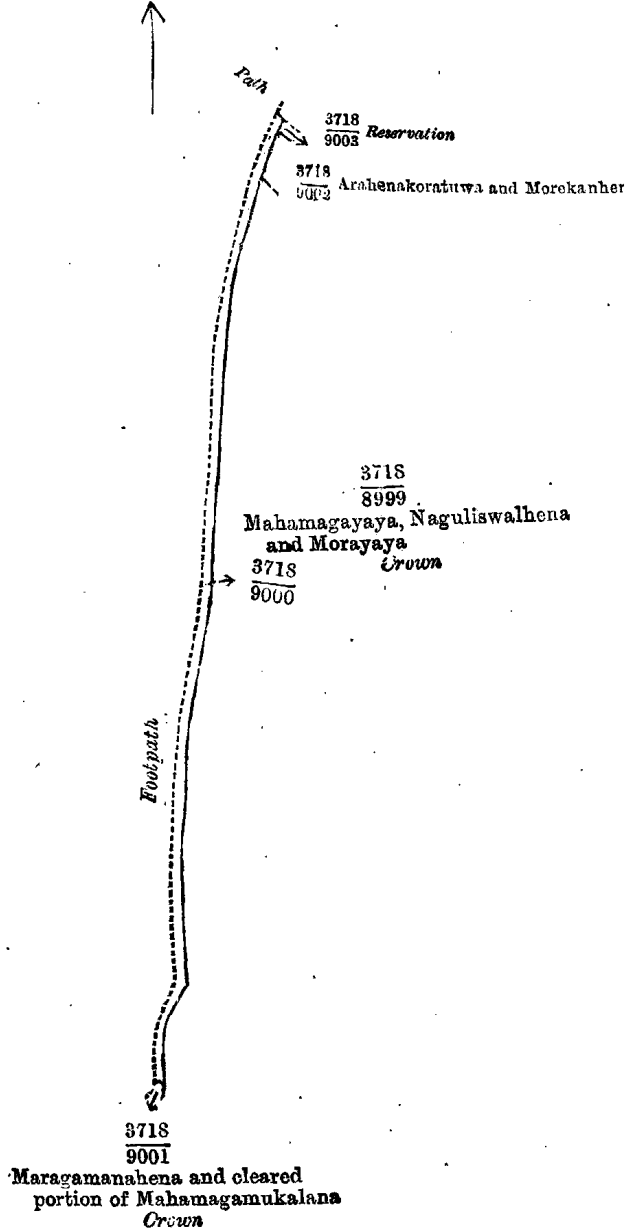 Path
3718
9003 Reservation
3718
9002 Arahenakoratuwa and Morekanhen
3718
8999
Mahamagayaya, Naguliswalhena
and Morayaya
Crown
3718
9000
Footpath
3718
9001
Maragamanahena and cleared
portion of Mahamagamukalana
Crown